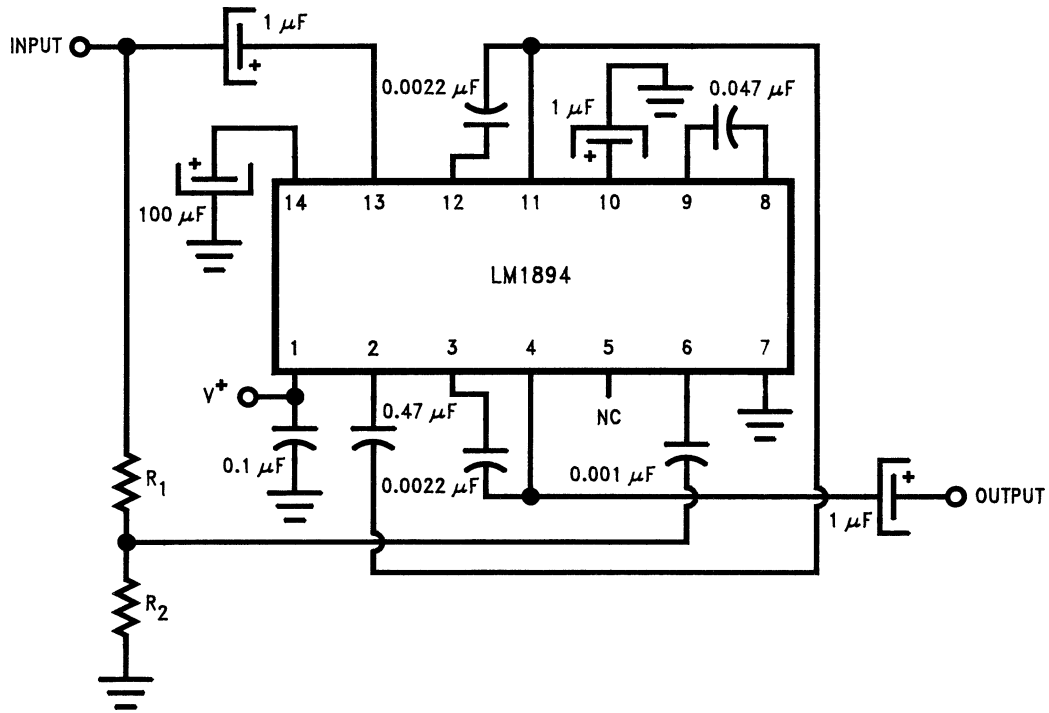 1 µF
INPUT
+
0.0022 µF
1 µF
0.047 µF
+
+
100 µF
14 13 12 11 10 9 8
LM1894
1 2 3 4 5 6 7
V+
0.47 µF
NC
0.1 µF
0.0022 µF
0.001 µF
+
R1
1 µF
OUTPUT
R2